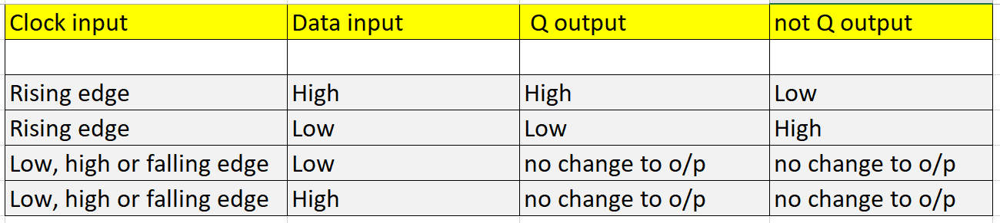 Clock input Data input Q output not Q output
Rising edge High High Low
Rising edge Low Low High
Low, high or falling edge Low no change to o/p no change to o/p
Low, high or falling edge High no change to o/p no change to o/p